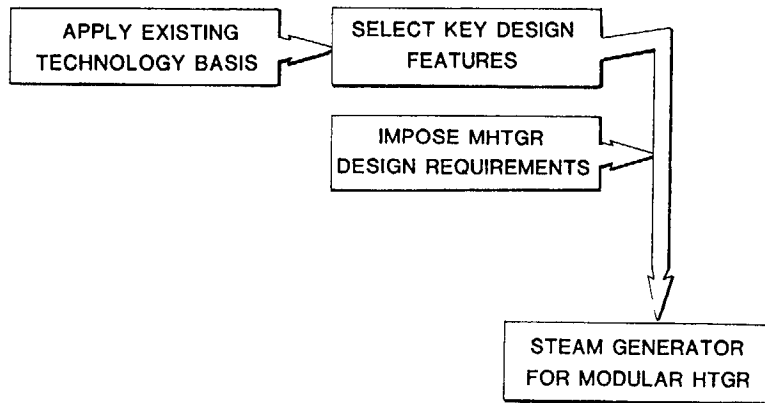 APPLY EXISTING
TECHNOLOGY BASIS
SELECT KEY DESIGN
FEATURES
IMPOSE MHTGR
DESIGN REQUIREMENTS
STEAM GENERATOR
FOR MODULAR HTGR